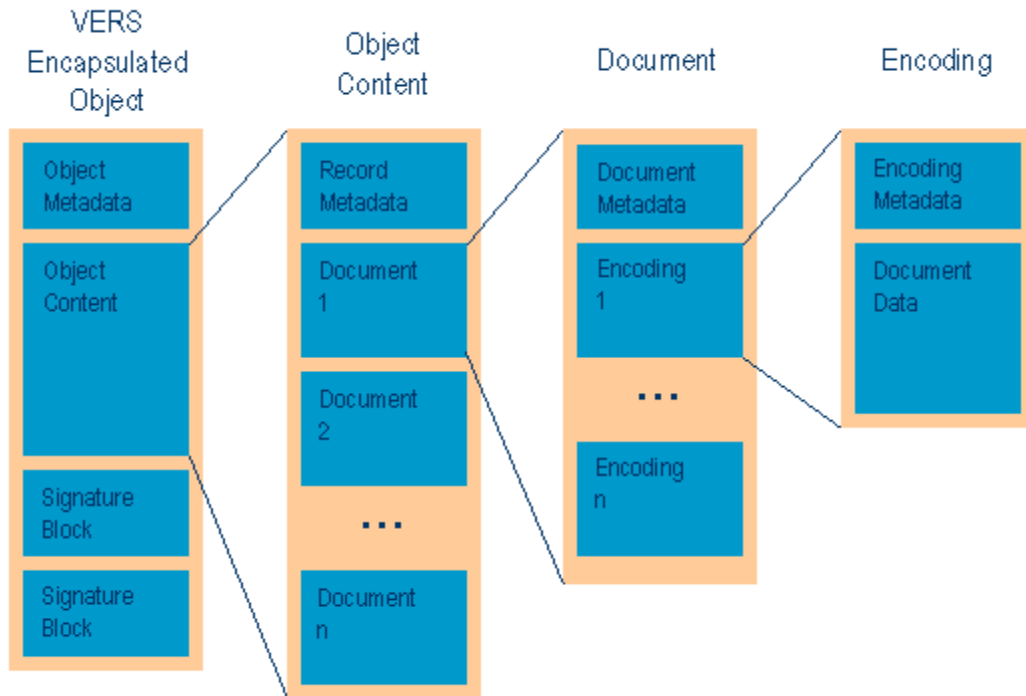 VERS
Encapsulated
Object
Object
Metadata
Object
Content
Signature
Block
Signature
Block
Object
Content
Record
Metadata
Document
1
Document
2
...
Document
n
Document
Document
Metadata
Encoding
1
...
Encoding
n
Encoding
Encoding
Metadata
Document
Data